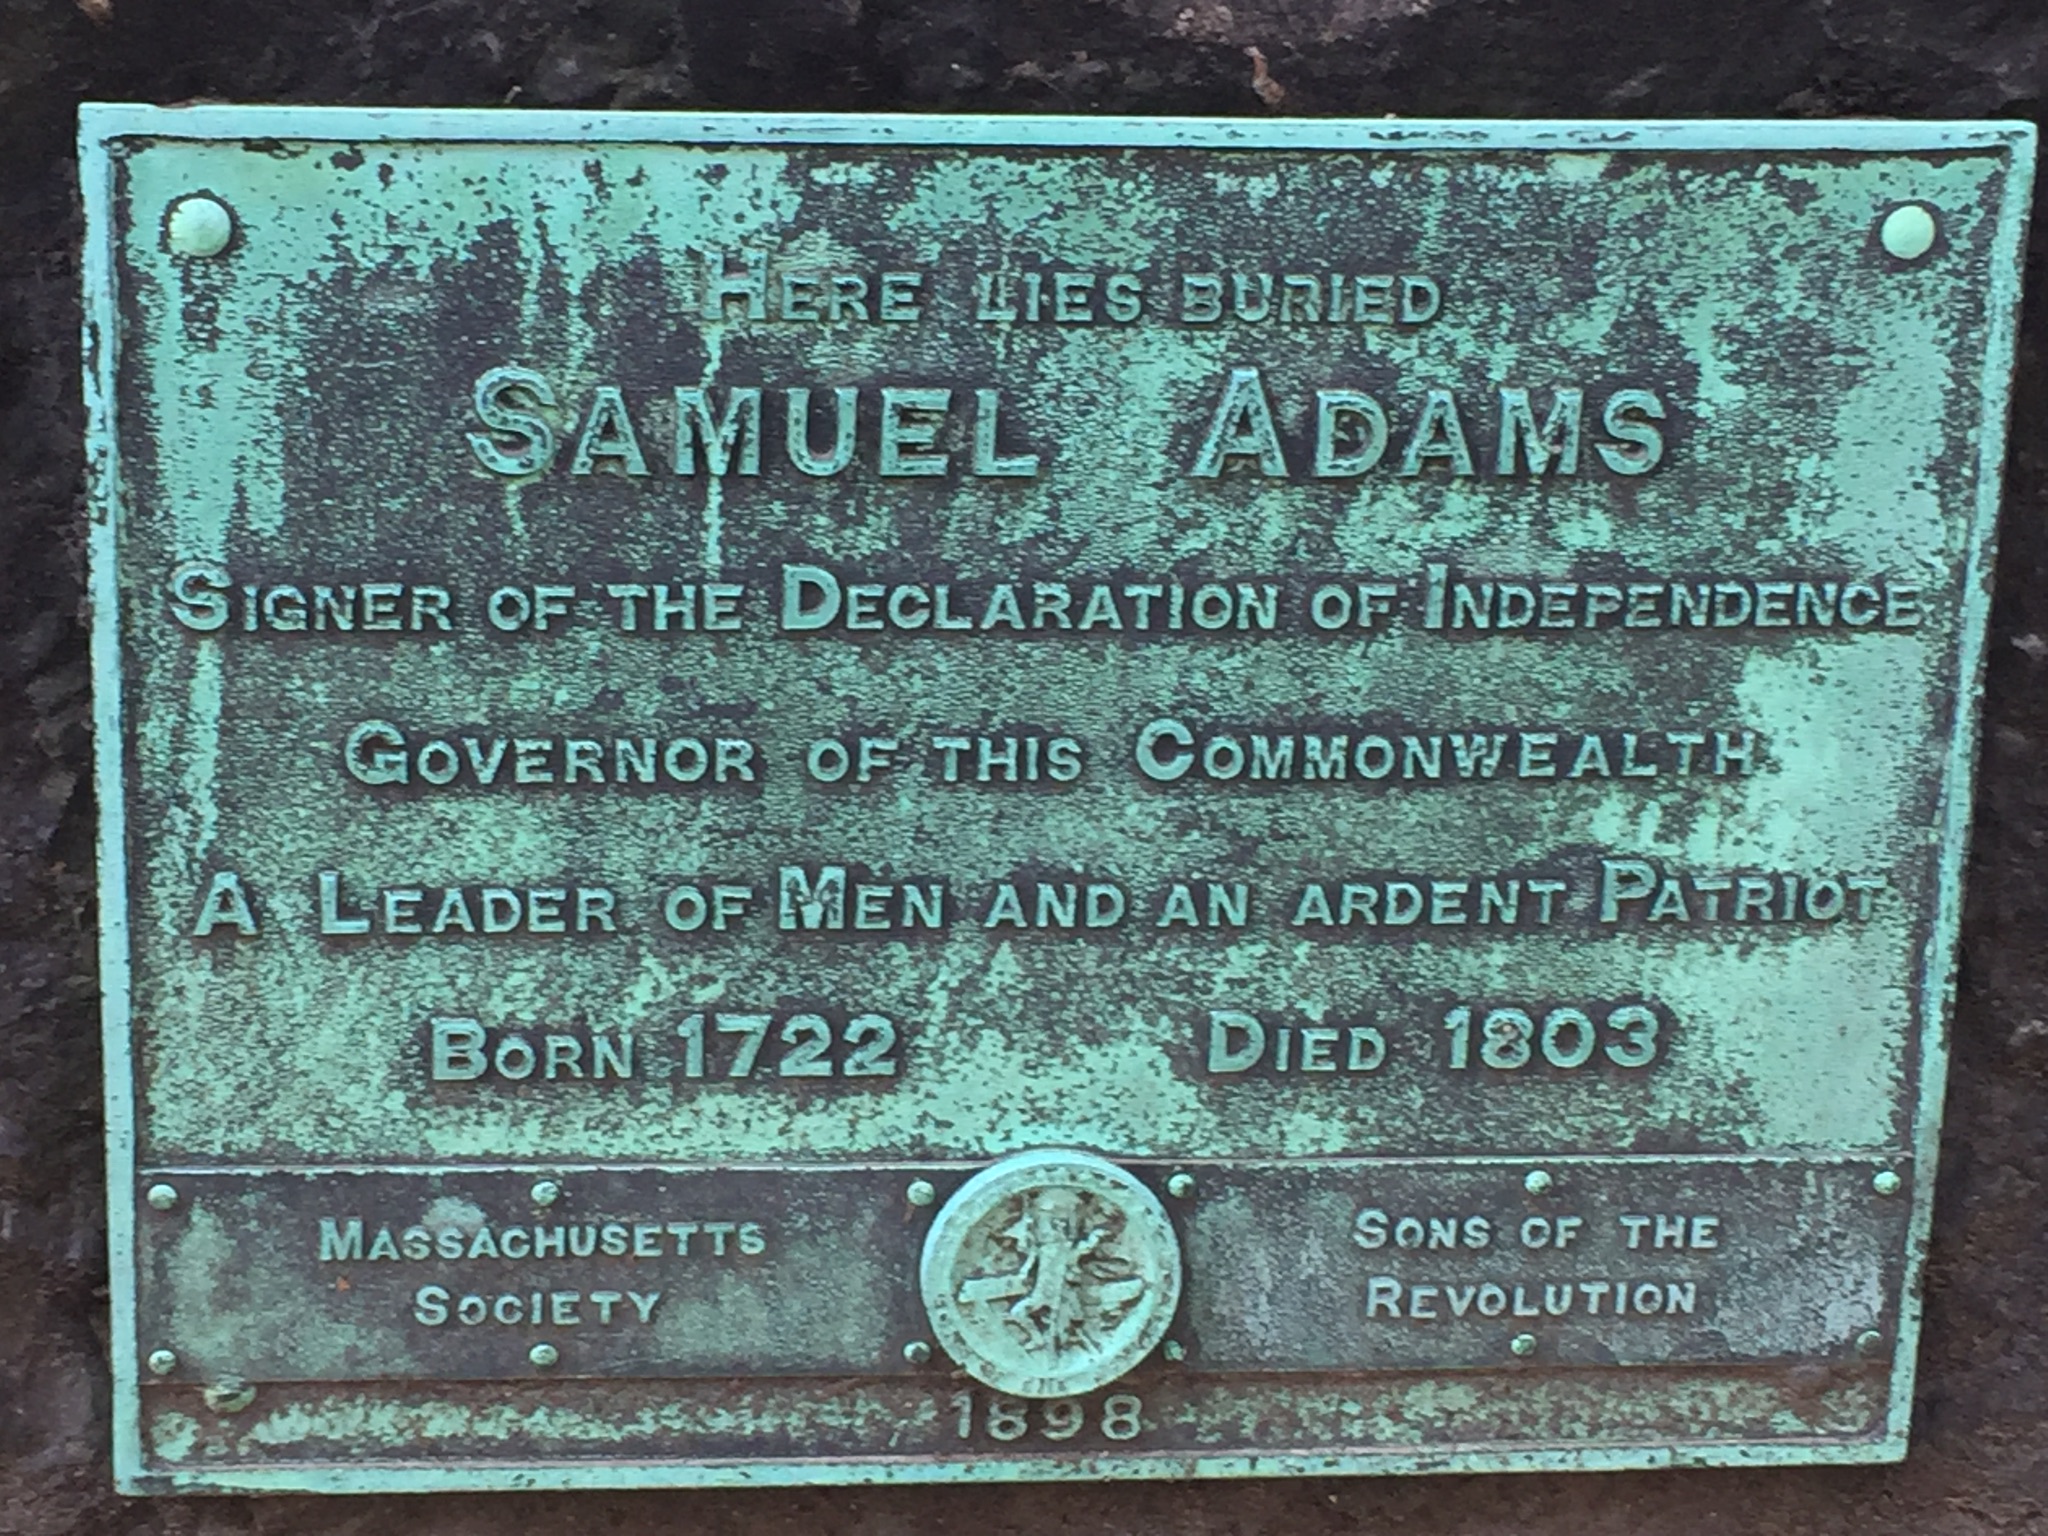 HERE LIES BURIED
SAMUEL ADAMS
SIGNER OF THE DECLARATION OF INDEPENDENCE
GOVERNOR OF THIS COMMONWEALTH
A LEADER OF MEN AND AN ARDENT PATRIOT
BORN 1722 DIED 1803
MASSACHUSETTS
SOCIETY
SONS OF THE
REVOLUTION
1898